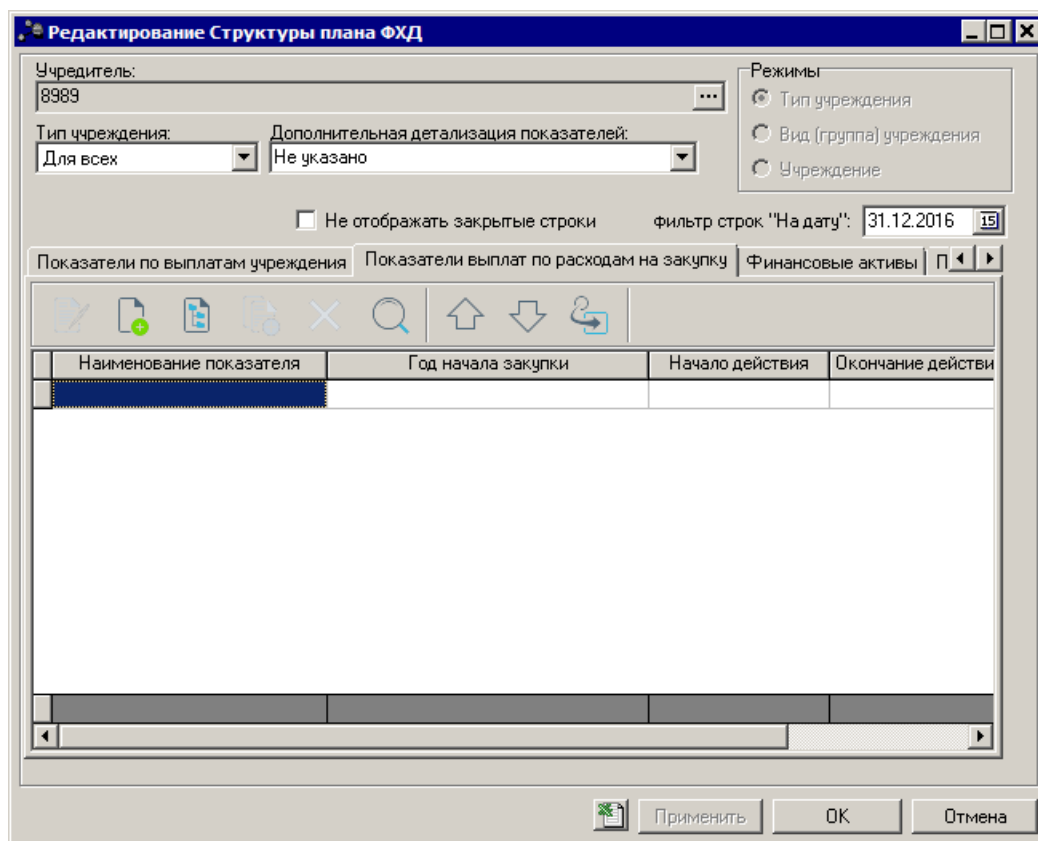 Редактирование Структуры плана ФХД
Учредитель:
8989
...
Режимы
Тип учреждения
Вид (группа) учреждения
Учреждение
Тип учреждения:
Дополнительная детализация показателей:
Для всех
Не указано
Не отображать закрытые строки
фильтр строк "На дату":
31.12.2016
15
Показатели по выплатам учреждения
Показатели выплат по расходам на закупку
Финансовые активы
П
Наименование показателя
Год начала закупки
Начало действия
Окончание действи
Применить
OK
Отмена